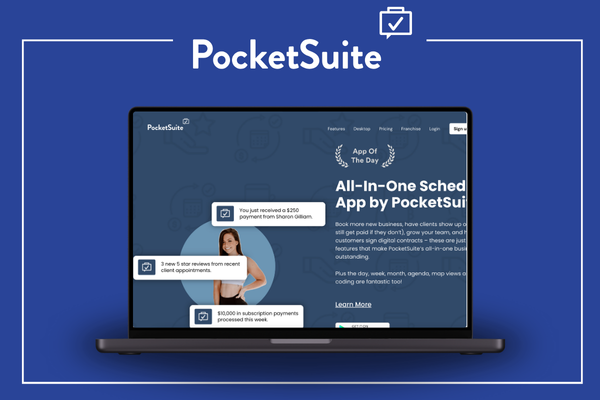 PocketSuite
PocketSuite
Features
Desktop
Pricing
Franchise
Login
Sign u
App Of
The Day
All-In-One Sched
App by PocketSui
Book more new business, have clients show up o
still get paid if they don't), grow your team, and h
customers sign digital contracts – these are just
features that make PocketSuite's all-in-one busi
outstanding.
Plus the day, week, month, agenda, map views a
coding are fantastic too!
Learn More
GET IT ON
You just received a $250
payment from Sharon Gilliam.
3 new 5 star reviews from recent
client appointments.
$10,000 in subscription payments
processed this week.